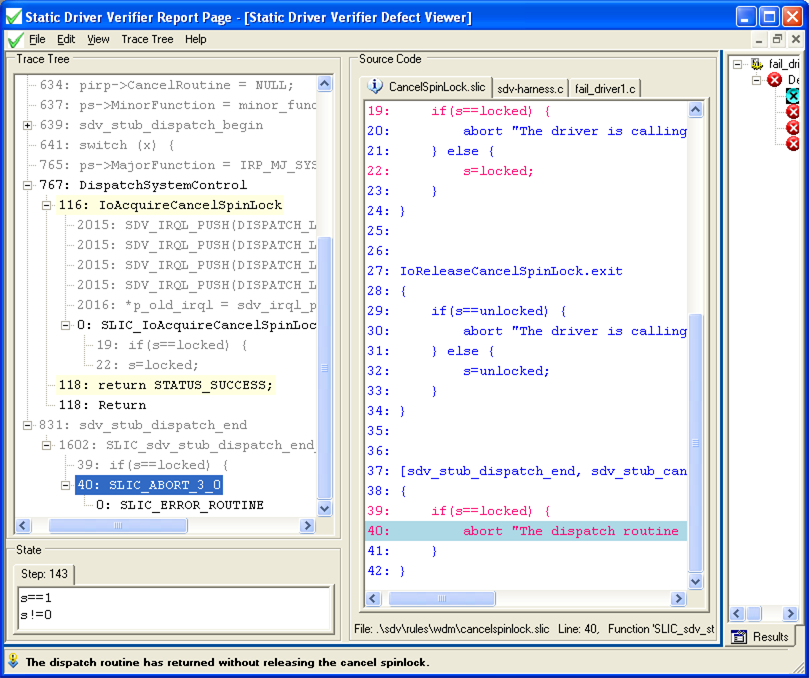 Static Driver Verifier Report Page - [Static Driver Verifier Defect Viewer]
File Edit View Trace Tree Help
Trace Tree
634: pirp->CancelRoutine = NULL;
637: ps->MinorFunction = minor_func
639: sdv_stub_dispatch_begin
641: switch (x) {
765: ps->MajorFunction = IRP_MJ_SYS
767: DispatchSystemControl
116: IoAcquireCancelSpinLock
2015: SDV_IRQL_PUSH(DISPATCH_L
2015: SDV_IRQL_PUSH(DISPATCH_L
2015: SDV_IRQL_PUSH(DISPATCH_L
2015: SDV_IRQL_PUSH(DISPATCH_L
2016: *p_old_irql = sdv_irql_p
0: SLIC_IoAcquireCancelSpinLoc
19: if(s==locked) {
22: s=locked;
118: return STATUS_SUCCESS;
118: Return
831: sdv_stub_dispatch_end
1602: SLIC_sdv_stub_dispatch_end_
39: if(s==locked) {
40: SLIC_ABORT_3_0
0: SLIC_ERROR_ROUTINE
State
Step: 143
s==1
s!=0
Source Code
CancelSpinLock.slic sdv-harness.c fail_driver1.c
19: if(s==locked) {
20: abort "The driver is calling
21: } else {
22: s=locked;
23: }
24: }
25:
26:
27: IoReleaseCancelSpinLock.exit
28: {
29: if(s==unlocked) {
30: abort "The driver is calling
31: } else {
32: s=unlocked;
33: }
34: }
35:
36:
37: [sdv_stub_dispatch_end, sdv_stub_can
38: {
39: if(s==locked) {
40: abort "The dispatch routine
41: }
42: }
File: .\sdv\rules\wdm\cancelspinlock.slic Line: 40, Function 'SLIC_sdv_st
fail_dri
De
Results
The dispatch routine has returned without releasing the cancel spinlock.